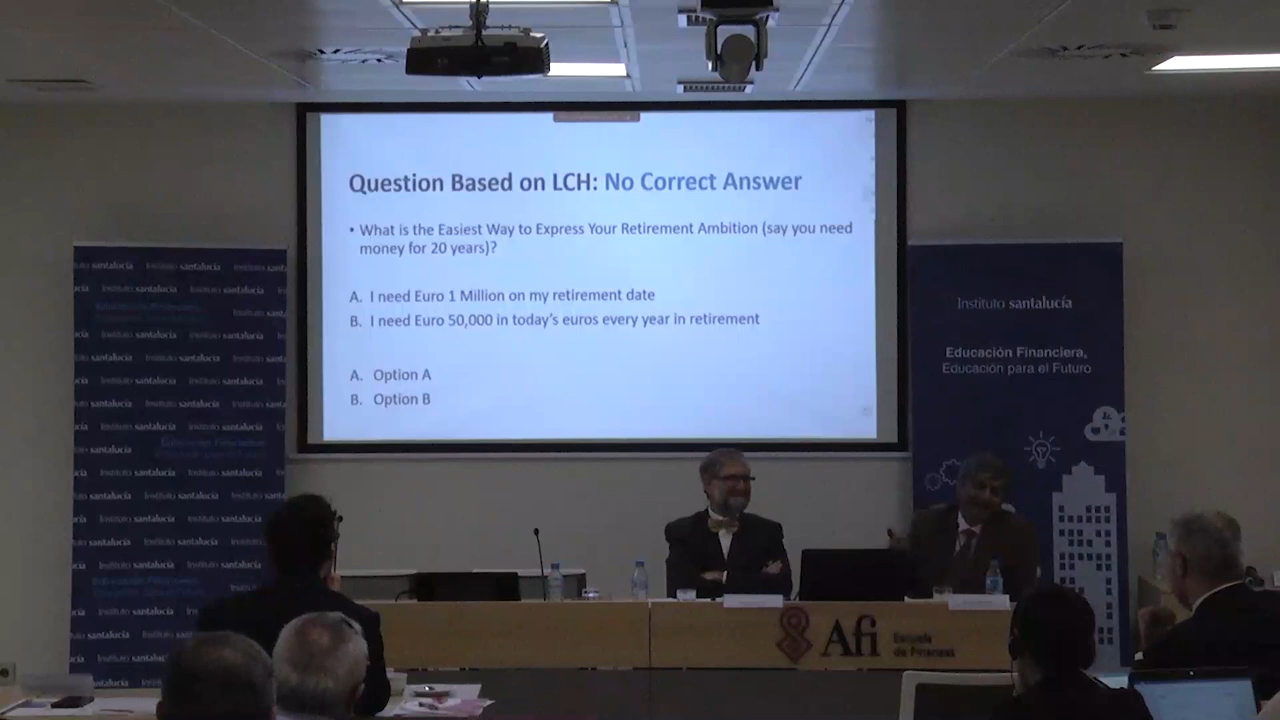 Question Based on LCH: No Correct Answer
• What is the Easiest Way to Express Your Retirement Ambition (say you need
money for 20 years)?
A. I need Euro 1 Million on my retirement date
B. I need Euro 50,000 in today's euros every year in retirement
A. Option A
B. Option B
Instituto santalucía
Educación Financiera,
Educación para el Futuro
Instituto santalucía
Afi
Escuela
de Finanzas